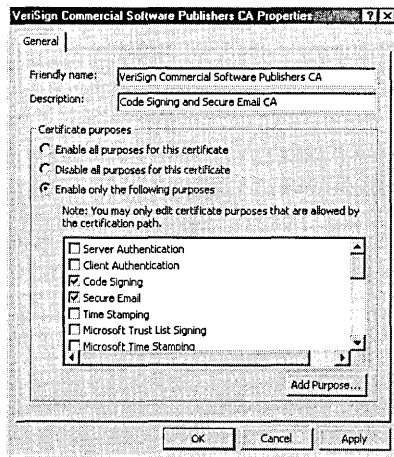 VeriSign Commercial Software Publishers CA Properties
General
Friendly name: VeriSign Commercial Software Publishers CA
Description: Code Signing and Secure Email CA
Certificate purposes
Enable all purposes for this certificate
Disable all purposes for this certificate
Enable only the following purposes
Note: You may only edit certificate purposes that are allowed by
the certification path.
Server Authentication
Client Authentication
Code Signing
Secure Email
Time Stamping
Microsoft Trust List Signing
Microsoft Time Stamping
Add Purpose...
OK Cancel Apply